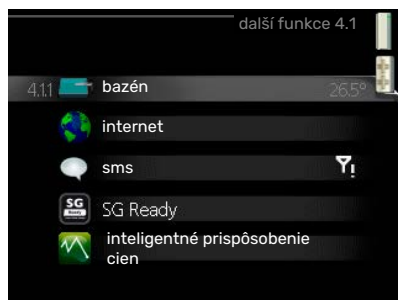 další funkce 4.1
4.1.1 bazén 26.5°
internet
sms
SG Ready SG Ready
inteligentné prispôsobenie
cien